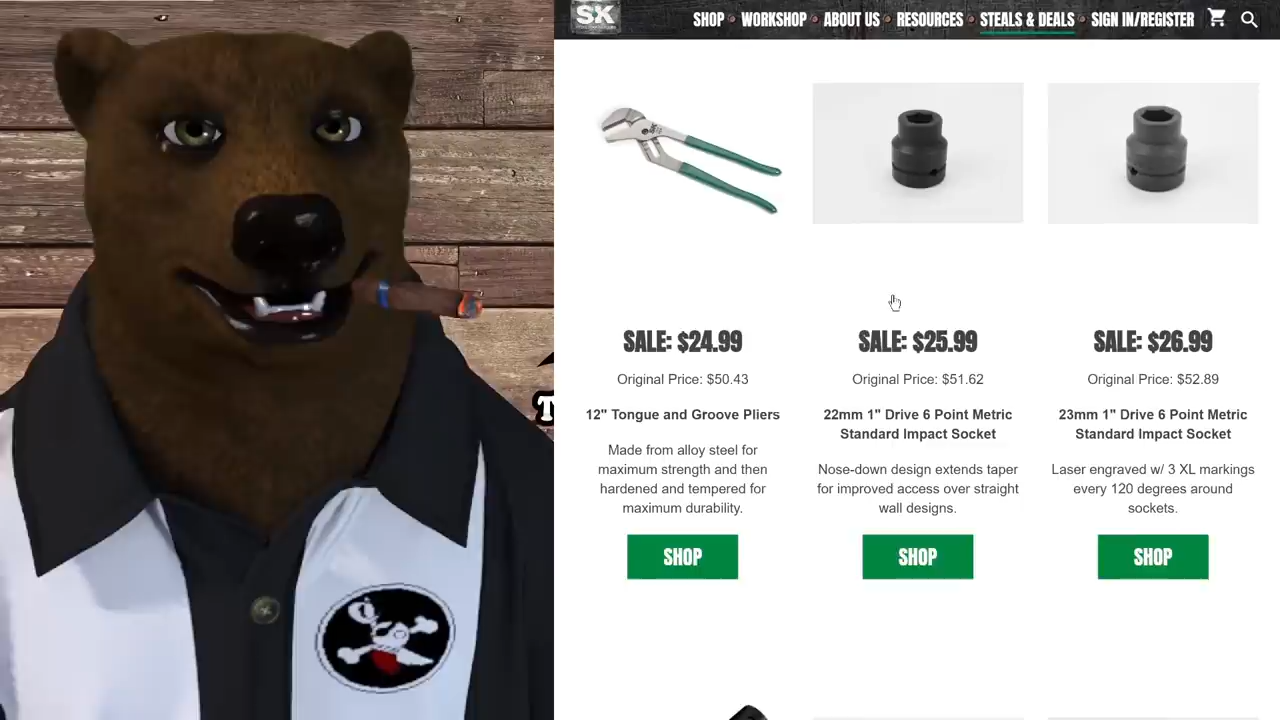 SK
SHOP WORKSHOP ABOUT US RESOURCES STEALS & DEALS SIGN IN/REGISTER
SALE: $24.99
Original Price: $50.43
12" Tongue and Groove Pliers
Made from alloy steel for
maximum strength and then
hardened and tempered for
maximum durability.
SHOP
SALE: $25.99
Original Price: $51.62
22mm 1" Drive 6 Point Metric
Standard Impact Socket
Nose-down design extends taper
for improved access over straight
wall designs.
SHOP
SALE: $26.99
Original Price: $52.89
23mm 1" Drive 6 Point Metric
Standard Impact Socket
Laser engraved w/ 3 XL markings
every 120 degrees around
sockets.
SHOP